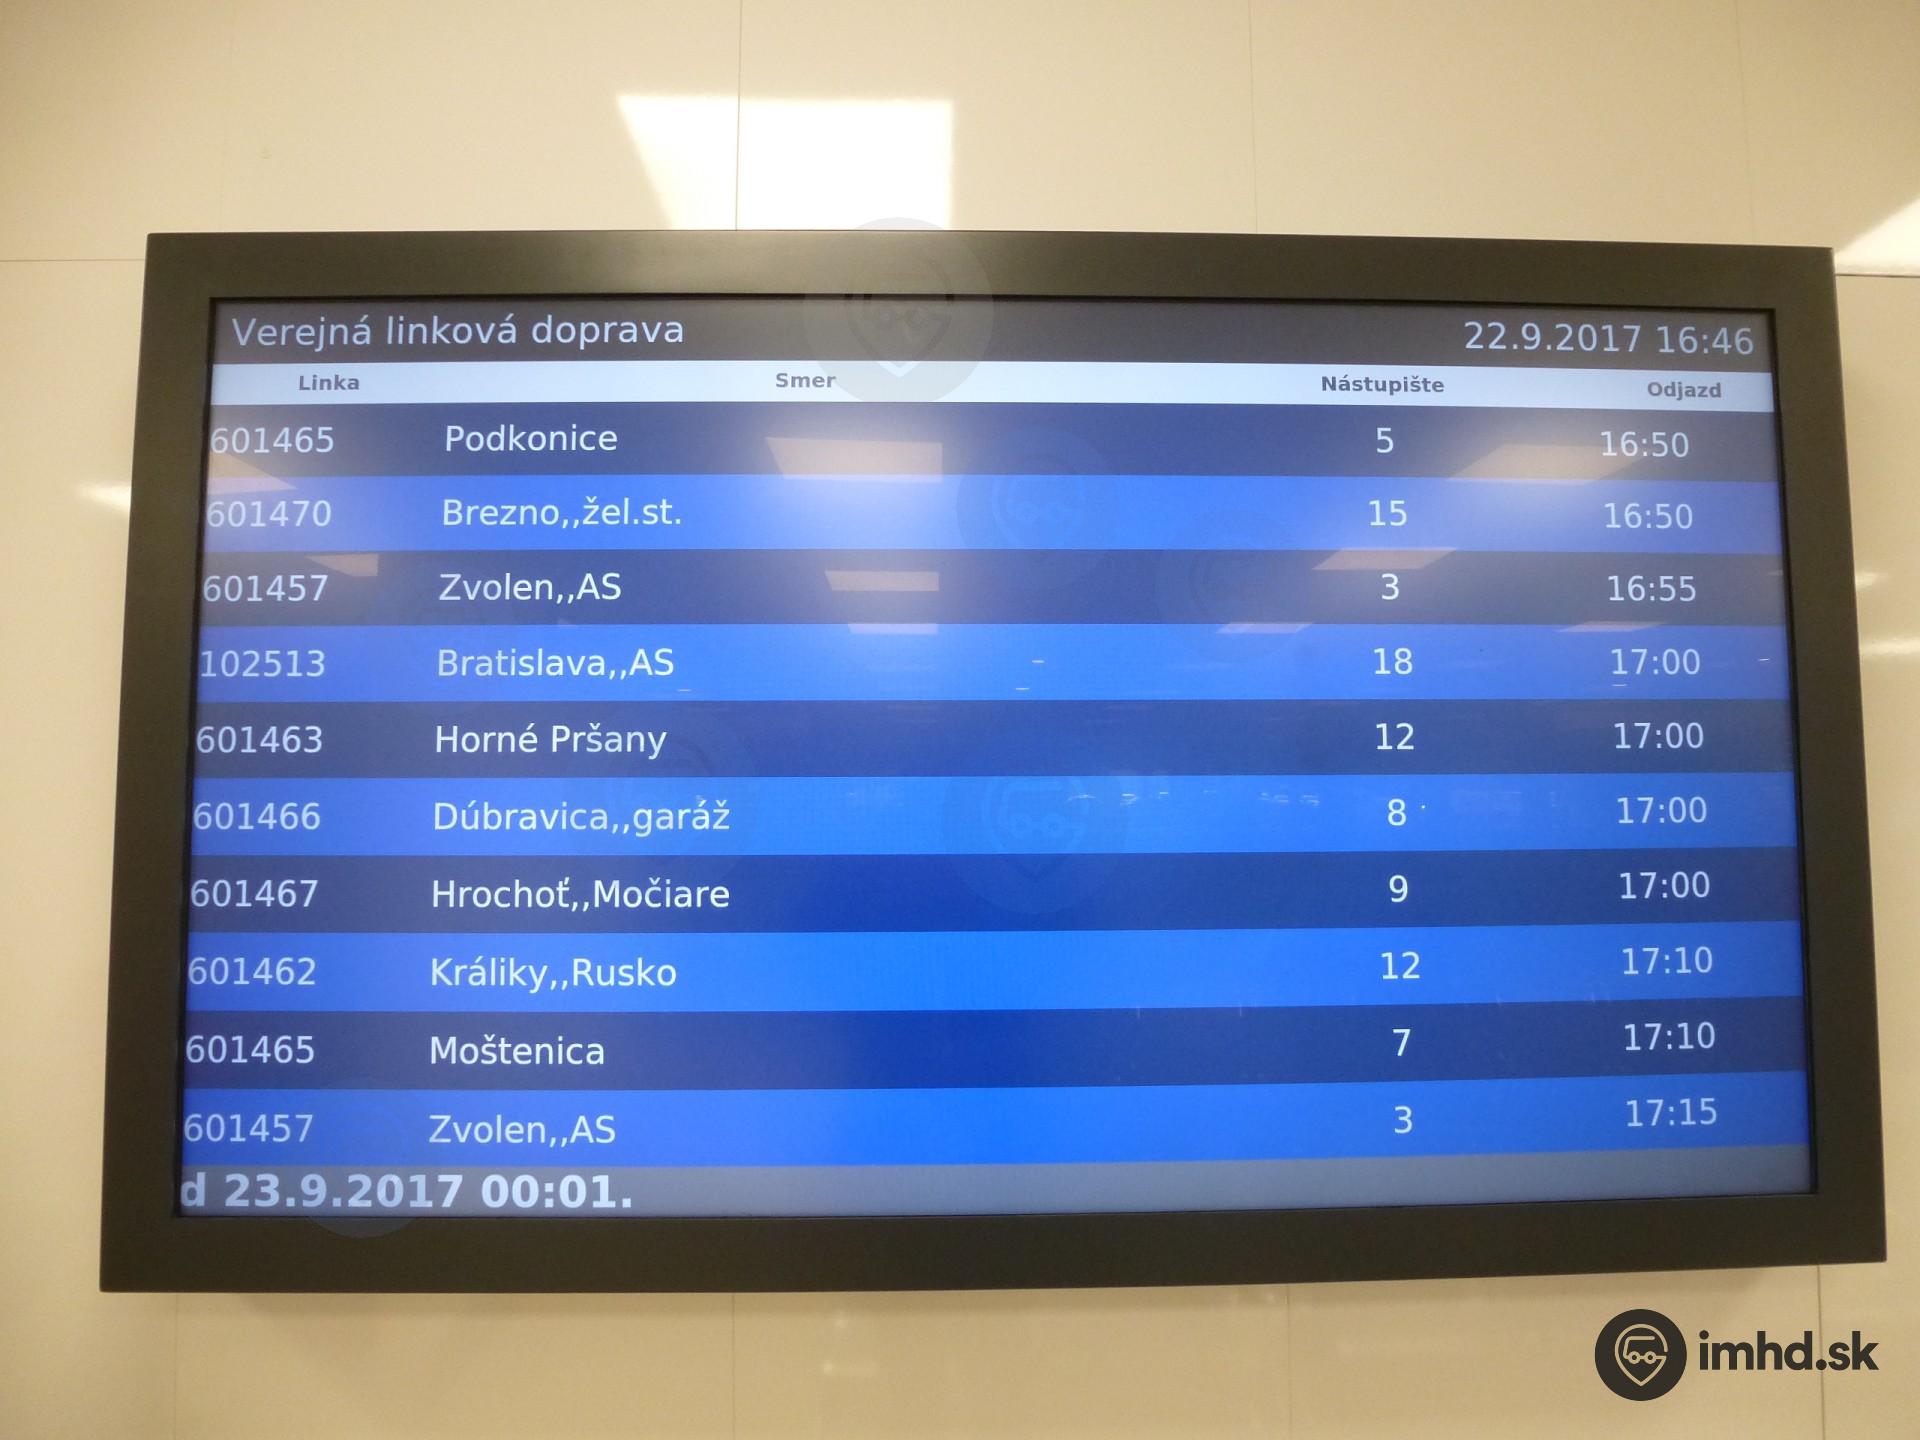 Verejná linková doprava 22.9.2017 16:46
Linka Smer Nástupište Odjazd
601465 Podkonice 5 16:50
601470 Brezno,,žel.st. 15 16:50
601457 Zvolen,,AS 3 16:55
102513 Bratislava,,AS 18 17:00
601463 Horné Pršany 12 17:00
601466 Dúbravica,,garáž 8 17:00
601467 Hrochoť,,Močiare 9 17:00
601462 Králiky,,Rusko 12 17:10
601465 Moštenica 7 17:10
601457 Zvolen,,AS 3 17:15
d 23.9.2017 00:01.
imhd.sk